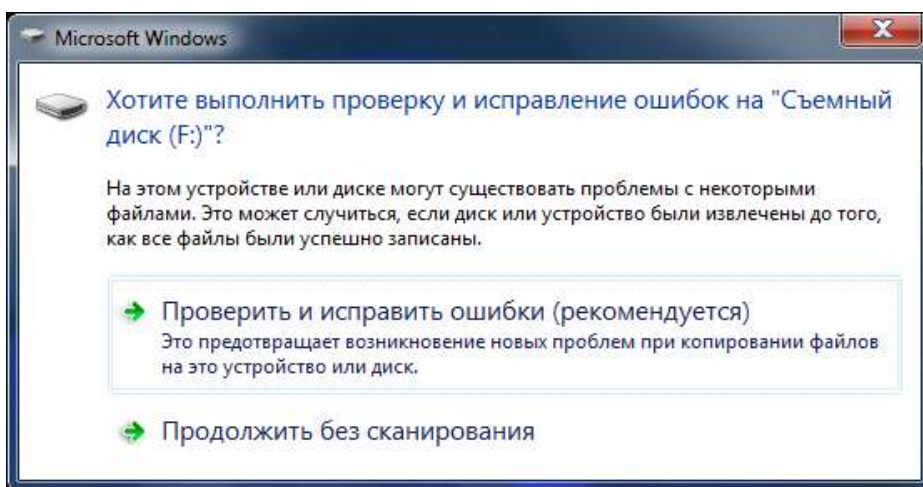 Microsoft Windows
Хотите выполнить проверку и исправление ошибок на "Съемный
диск (F:)"?
На этом устройстве или диске могут существовать проблемы с некоторыми
файлами. Это может случиться, если диск или устройство были извлечены до того,
как все файлы были успешно записаны.
Проверить и исправить ошибки (рекомендуется)
Это предотвращает возникновение новых проблем при копировании файлов
на это устройство или диск.
Продолжить без сканирования